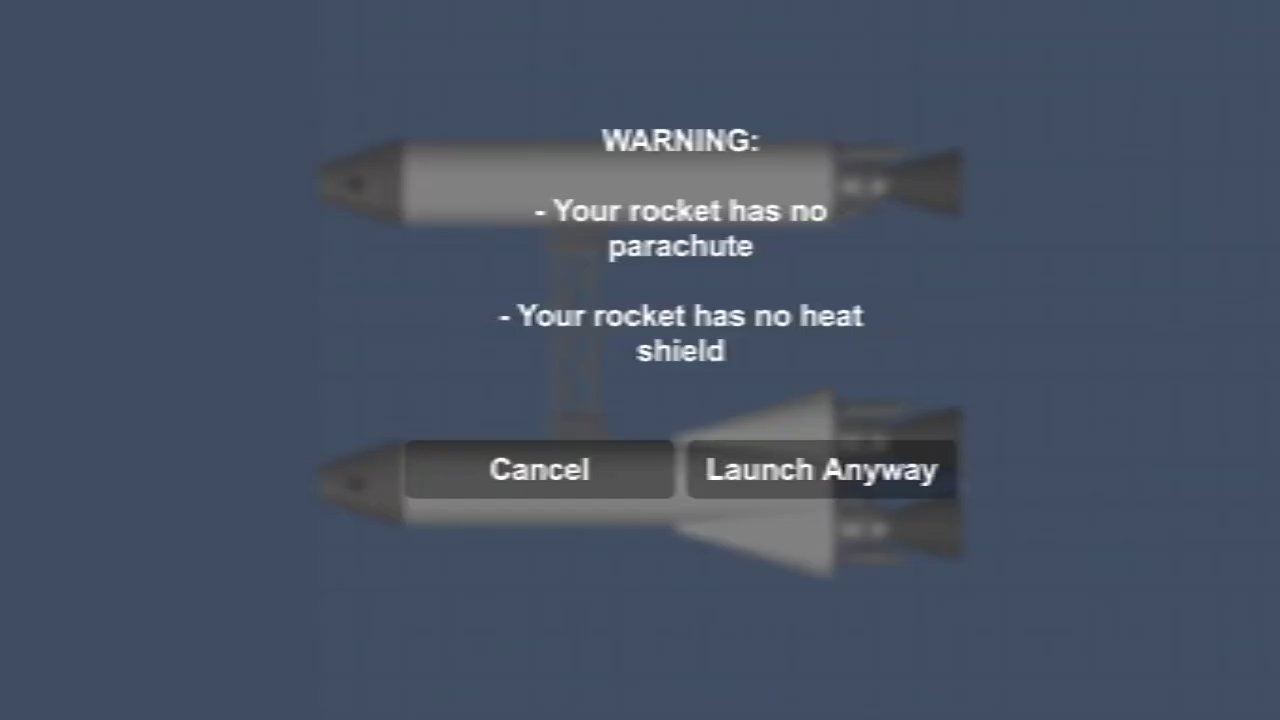 WARNING:
- Your rocket has no
parachute
- Your rocket has no heat
shield
Cancel
Launch Anyway